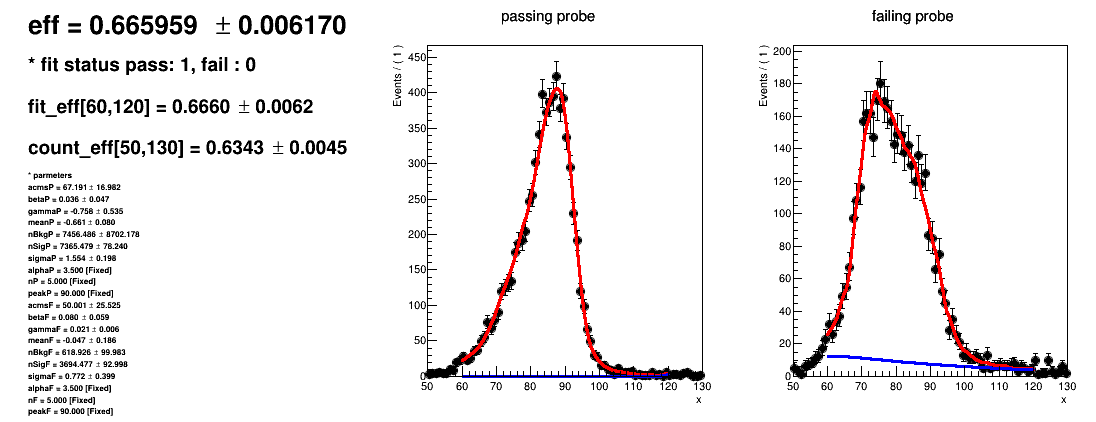 eff = 0.665959 ± 0.006170
* fit status pass: 1, fail : 0
fit_eff[60,120] = 0.6660 ± 0.0062
count_eff[50,130] = 0.6343 ± 0.0045
* parmeters
acmsP = 67.191 ± 16.982
betaP = 0.036 ± 0.047
gammaP = -0.758 ± 0.535
meanP = -0.661 ± 0.080
nBkgP = 7456.486 ± 8702.178
nSigP = 7365.479 ± 78.240
sigmaP = 1.554 ± 0.198
alphaP = 3.500 [Fixed]
nP = 5.000 [Fixed]
peakP = 90.000 [Fixed]
acmsF = 50.001 ± 25.525
betaF = 0.080 ± 0.059
gammaF = 0.021 ± 0.006
meanF = -0.047 ± 0.186
nBkgF = 618.926 ± 99.983
nSigF = 3694.477 ± 92.998
sigmaF = 0.772 ± 0.399
alphaF = 3.500 [Fixed]
nF = 5.000 [Fixed]
peakF = 90.000 [Fixed]
passing probe
Events / ( 1 )
450
400
350
300
250
200
150
100
50
0
50 60 70 80 90 100 110 120 130
x
failing probe
Events / ( 1 )
200
180
160
140
120
100
80
60
40
20
0
50 60 70 80 90 100 110 120 130
x